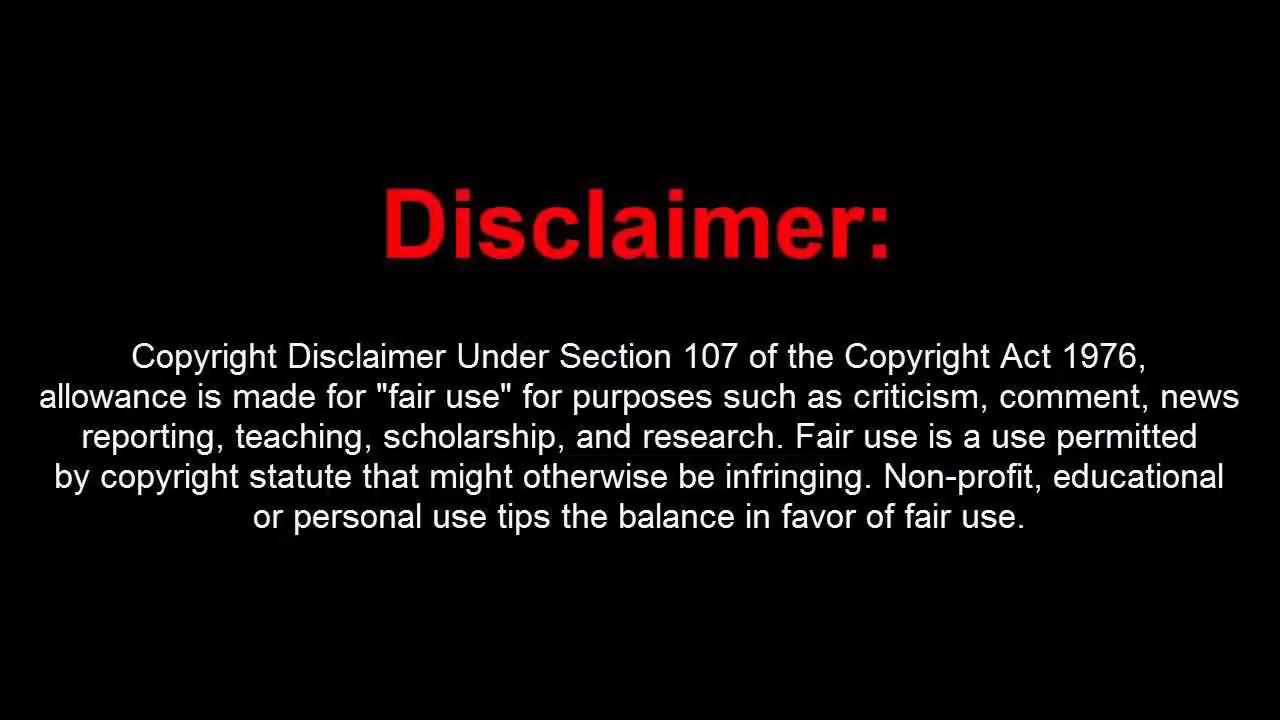 Disclaimer:
Copyright Disclaimer Under Section 107 of the Copyright Act 1976,
allowance is made for "fair use" for purposes such as criticism, comment, news
reporting, teaching, scholarship, and research. Fair use is a use permitted
by copyright statute that might otherwise be infringing. Non-profit, educational
or personal use tips the balance in favor of fair use.